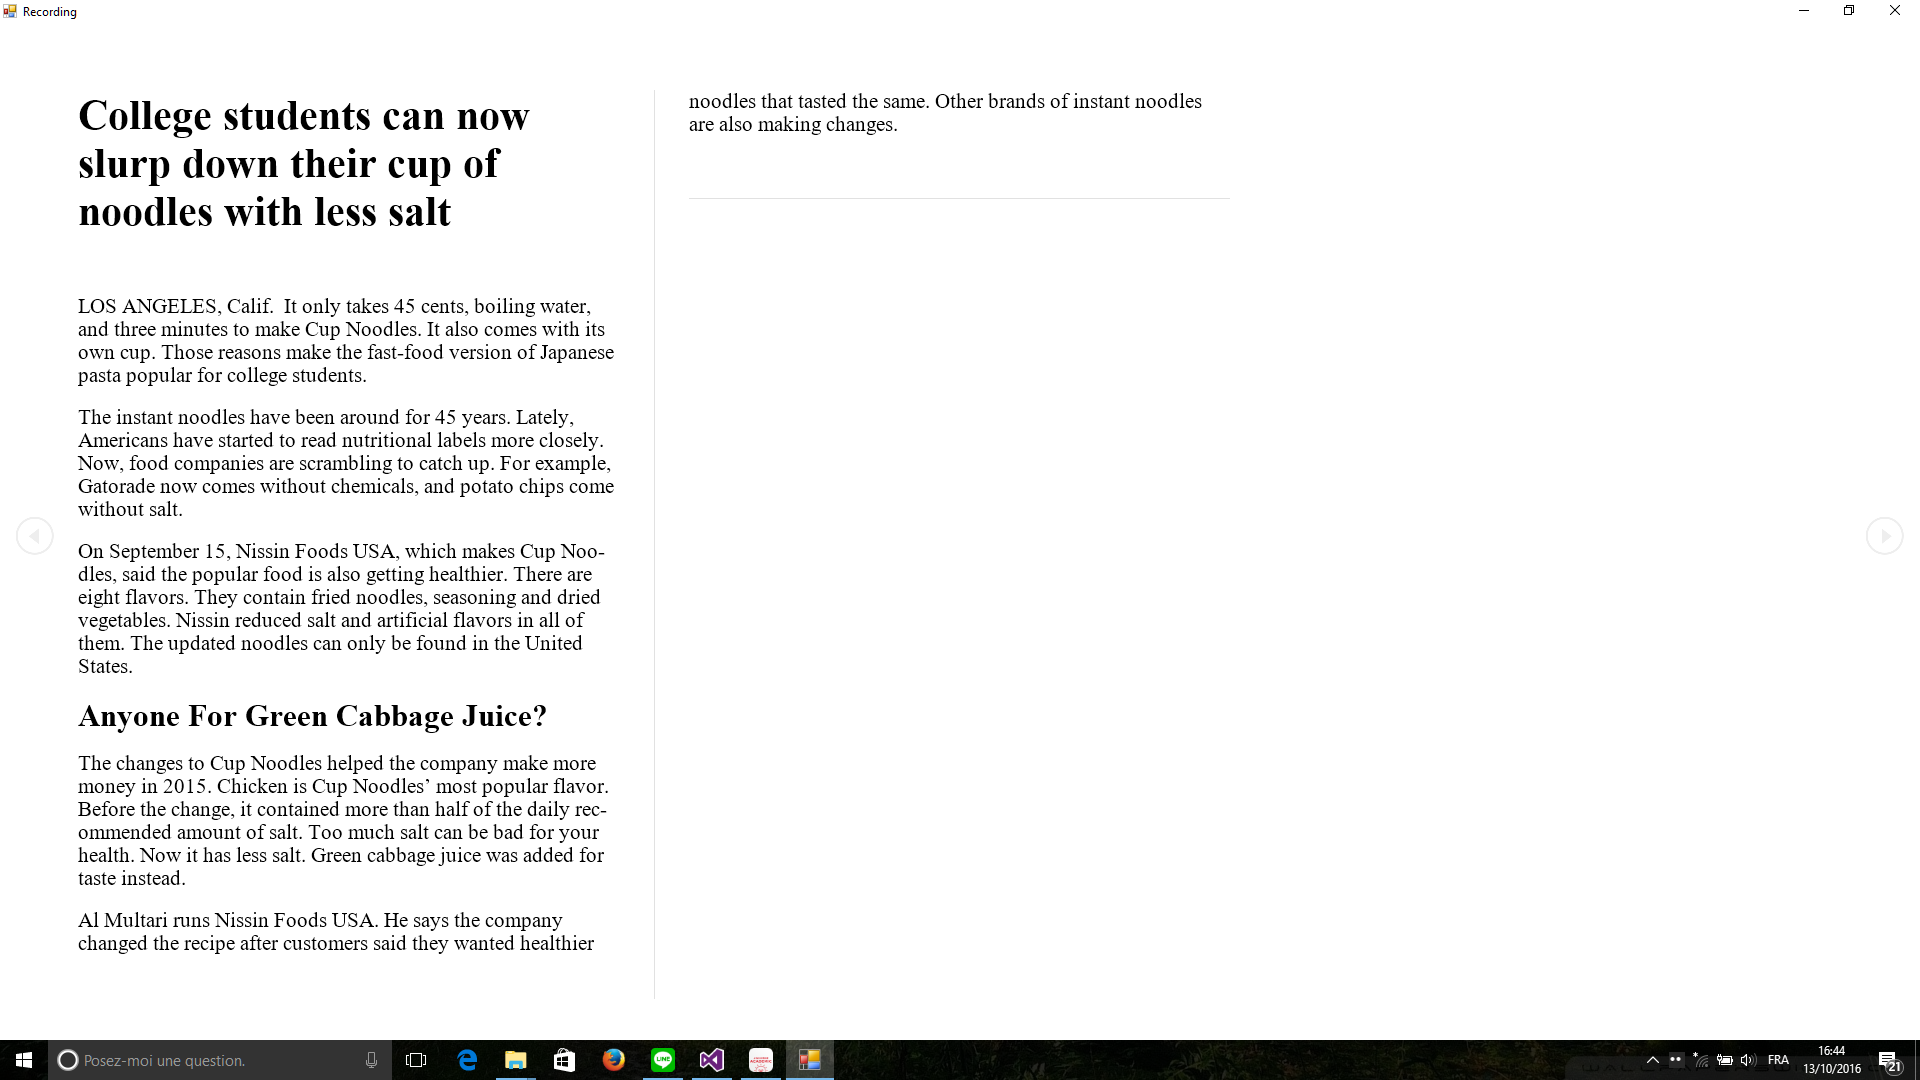 Recording
College students can now
slurp down their cup of
noodles with less salt
LOS ANGELES, Calif.  It only takes 45 cents, boiling water,
and three minutes to make Cup Noodles. It also comes with its
own cup. Those reasons make the fast-food version of Japanese
pasta popular for college students.
The instant noodles have been around for 45 years. Lately,
Americans have started to read nutritional labels more closely.
Now, food companies are scrambling to catch up. For example,
Gatorade now comes without chemicals, and potato chips come
without salt.
On September 15, Nissin Foods USA, which makes Cup Noo-
dles, said the popular food is also getting healthier. There are
eight flavors. They contain fried noodles, seasoning and dried
vegetables. Nissin reduced salt and artificial flavors in all of
them. The updated noodles can only be found in the United
States.
Anyone For Green Cabbage Juice?
The changes to Cup Noodles helped the company make more
money in 2015. Chicken is Cup Noodles’ most popular flavor.
Before the change, it contained more than half of the daily rec-
ommended amount of salt. Too much salt can be bad for your
health. Now it has less salt. Green cabbage juice was added for
taste instead.
Al Multari runs Nissin Foods USA. He says the company
changed the recipe after customers said they wanted healthier
noodles that tasted the same. Other brands of instant noodles
are also making changes.
Posez-moi une question.
LINE
FRA
16:44
13/10/2016
21